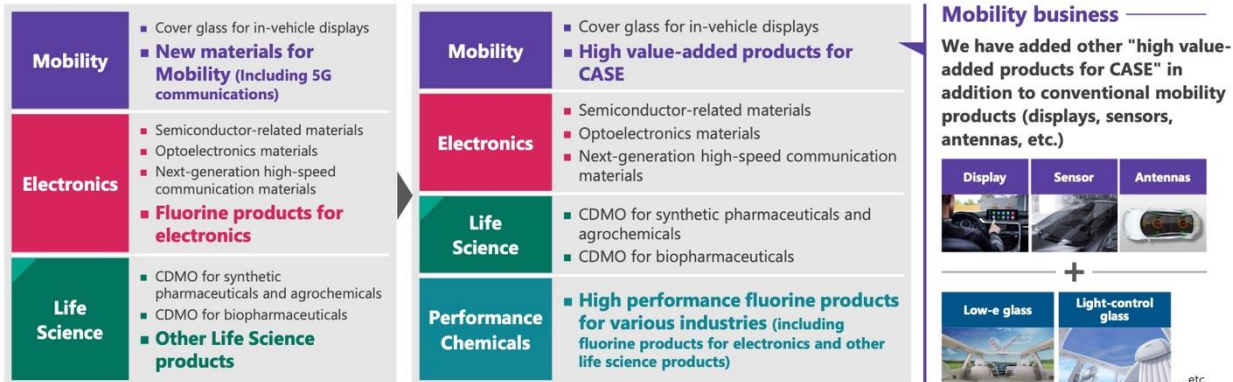 Mobility
Cover glass for in-vehicle displays
New materials for
Mobility (Including 5G
communications)
Electronics
Semiconductor-related materials
Optoelectronics materials
Next-generation high-speed
communication materials
Fluorine products for
electronics
Life
Science
CDMO for synthetic
pharmaceuticals and agrochemicals
CDMO for biopharmaceuticals
Other Life Science
products
Mobility
Cover glass for in-vehicle displays
High value-added products for
CASE
Electronics
Semiconductor-related materials
Optoelectronics materials
Next-generation high-speed communication
materials
Life
Science
CDMO for synthetic pharmaceuticals and
agrochemicals
CDMO for biopharmaceuticals
Performance
Chemicals
High performance fluorine products
for various industries (including
fluorine products for electronics and other
life science products)
Mobility business
We have added other "high value-
added products for CASE" in
addition to conventional mobility
products (displays, sensors,
antennas, etc.)
Display
Sensor
Antennas
+
Low-e glass
Light-control
glass
etc